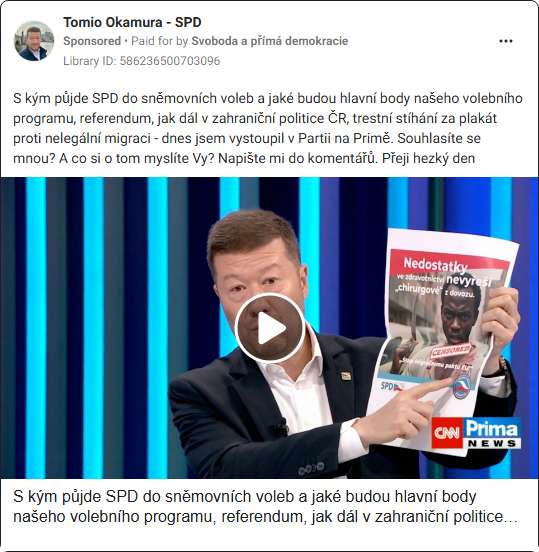 Tomio Okamura - SPD
Sponsored • Paid for by Svoboda a přímá demokracie
Library ID: 586236500703096
S kým půjde SPD do sněmovních voleb a jaké budou hlavní body našeho volebního
programu, referendum, jak dál v zahraniční politice ČR, trestní stíhání za plakát
proti nelegální migraci - dnes jsem vystoupil v Partii na Primě. Souhlasíte se
mnou? A co si o tom myslíte Vy? Napište mi do komentářů. Přeji hezký den
Nedostatky
ve zdravotnictví nevyřeší
„chirurgové“ z dovozu.
CENSORED
SPD
CNN Prima
NEWS
S kým půjde SPD do sněmovních voleb a jaké budou hlavní body
našeho volebního programu, referendum, jak dál v zahraniční politice…